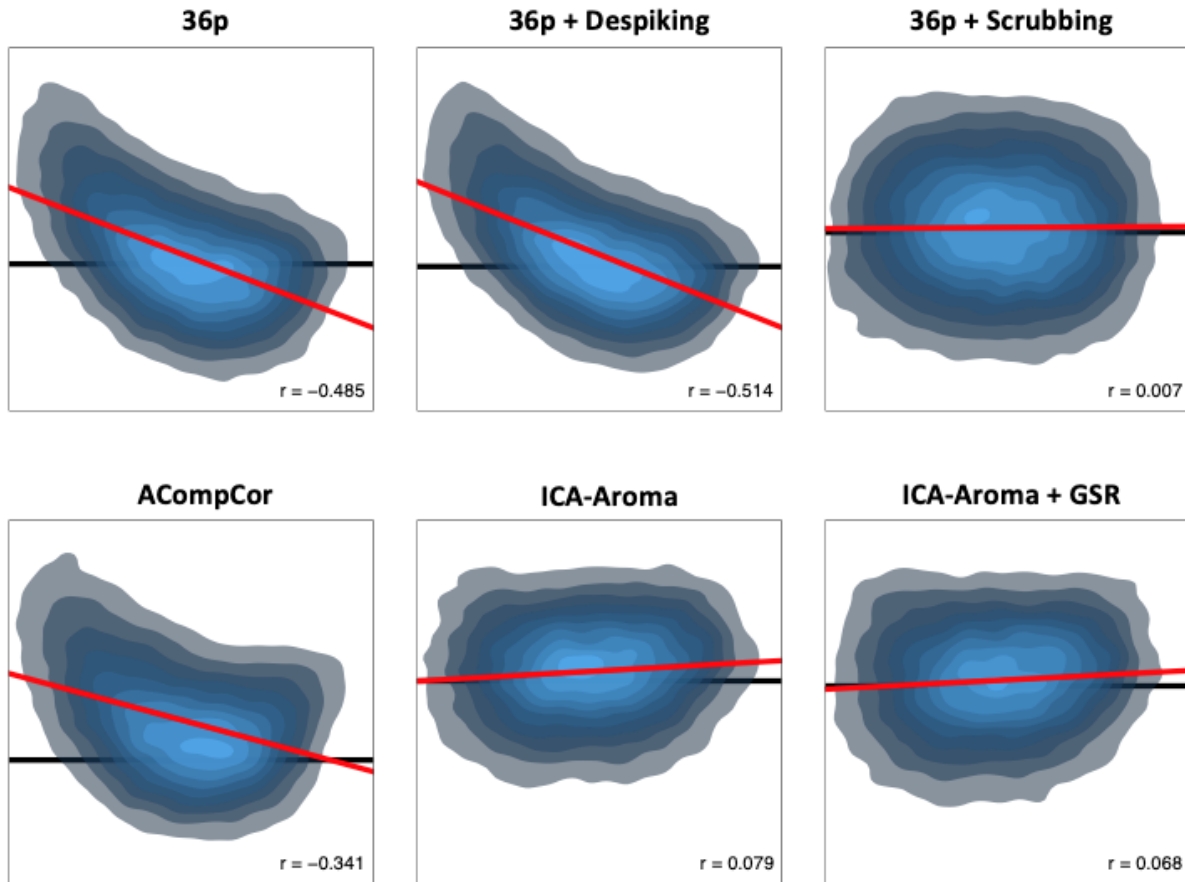 36p
36p + Despiking
36p + Scrubbing
r = −0.485
r = −0.514
r = 0.007
ACompCor
ICA-Aroma
ICA-Aroma + GSR
r = −0.341
r = 0.079
r = 0.068